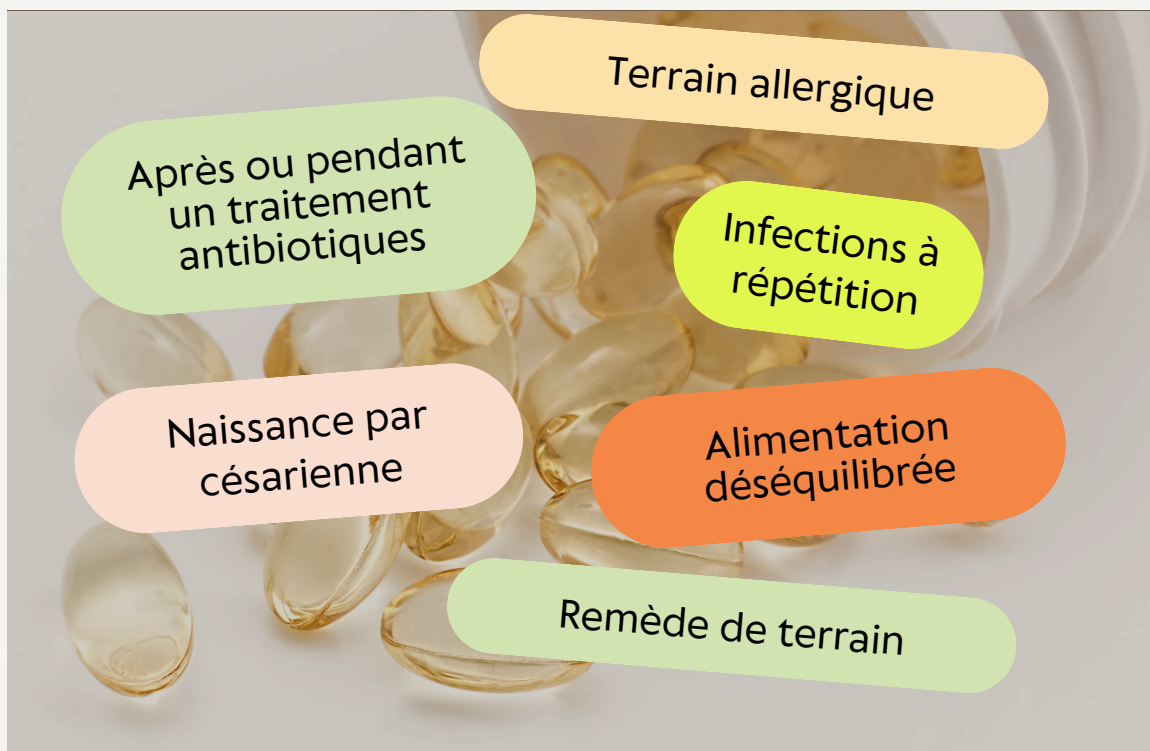 Terrain allergique
Après ou pendant
un traitement
antibiotiques
Infections à
répétition
Naissance par
césarienne
Alimentation
déséquilibrée
Remède de terrain